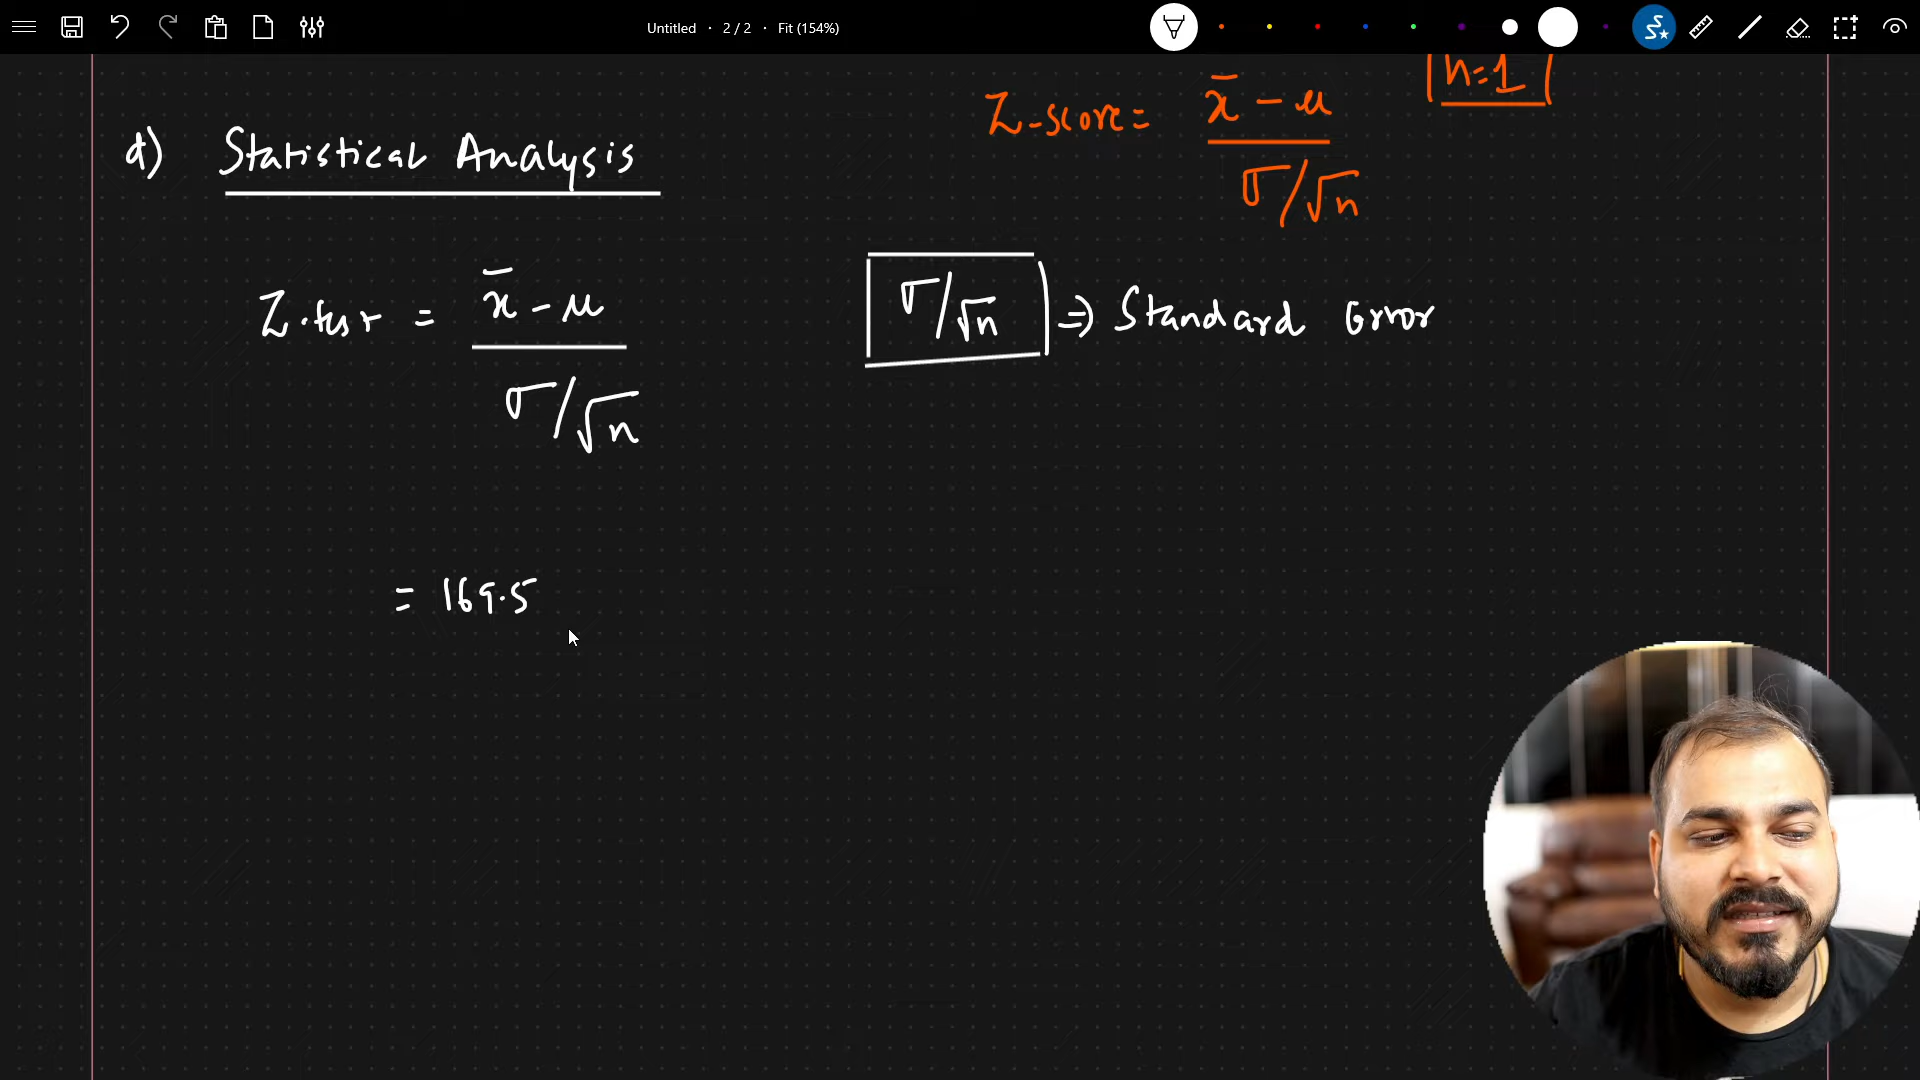 Untitled · 2 / 2 · Fit (154%)
n=1
Z-score = x̄ - μ
σ/√n
d) Statistical Analysis
Z.test = x̄ - μ
σ/√n
σ/√n ⇒ Standard Error
= 169.5